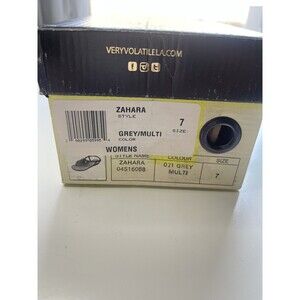 VERYVOLATILELA.COM
ZAHARA
STYLE
7
SIZE
GREY/MULTI
COLOR
WOMENS
STYLE NAME COLOUR SIZE
ZAHARA 021 GREY
04516088 MULTI 7